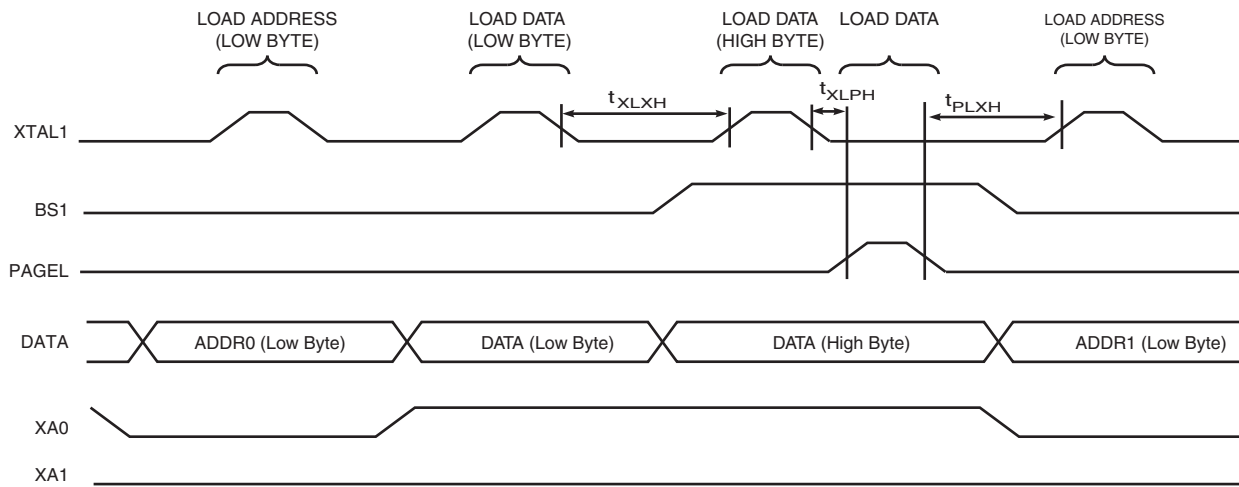 LOAD ADDRESS
(LOW BYTE)
LOAD DATA
(LOW BYTE)
LOAD DATA
(HIGH BYTE)
LOAD DATA
LOAD ADDRESS
(LOW BYTE)
tXLXH
tXLPH
tPLXH
XTAL1
BS1
PAGEL
DATA
ADDR0 (Low Byte)
DATA (Low Byte)
DATA (High Byte)
ADDR1 (Low Byte)
XA0
XA1